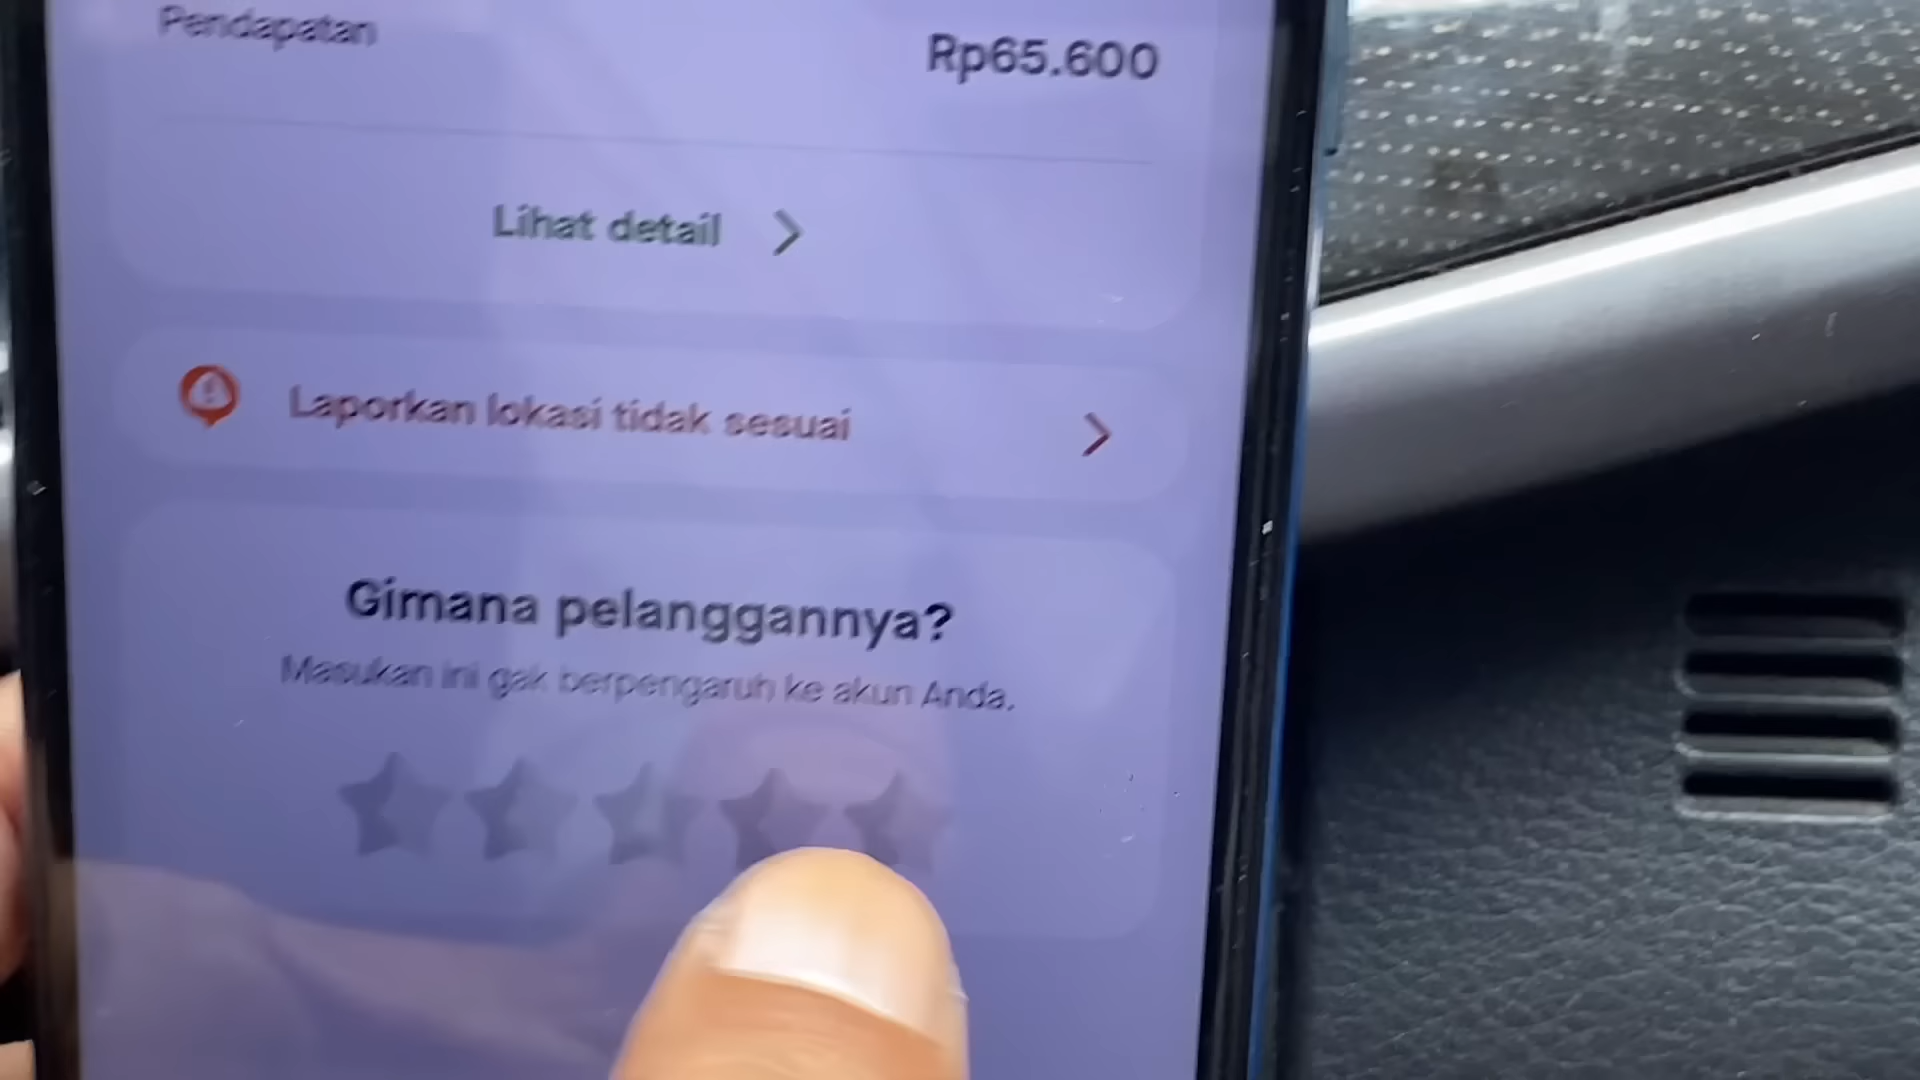 Pendapatan
Rp65.600
Lihat detail
Laporkan lokasi tidak sesuai
Gimana pelanggannya?
Masukan ini gak berpengaruh ke akun Anda.